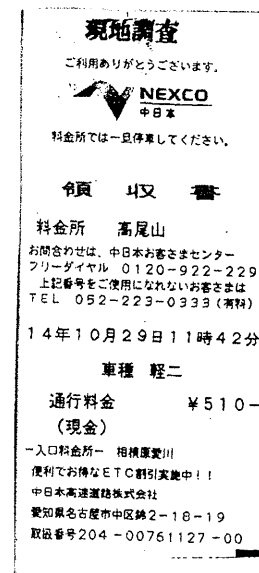 現地調査
ご利用ありがとうございます。
NEXCO
中日本
料金所では一旦停車してください。
領収書
料金所　高尾山
お問合わせは、中日本お客さまセンター
フリーダイヤル　0120-922-229
上記番号をご使用になれないお客さまは
TEL　052-223-0333（有料）
14年10月29日11時42分
車種　軽二
通行料金　¥510-
（現金）
-入口料金所-　相模原愛川
便利でお得なETC割引実施中！！
中日本高速道路株式会社
愛知県名古屋市中区錦2-18-19
取扱番号204-00761127-00